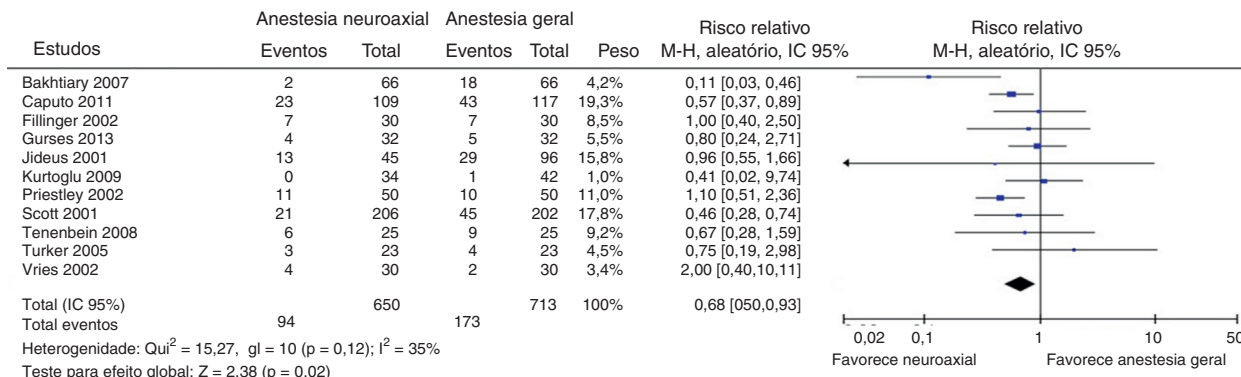 Anestesia neuroaxial Anestesia geral Risco relativo Risco relativo
Estudos Eventos Total Eventos Total Peso M-H, aleatório, IC 95% M-H, aleatório, IC 95%
Bakhtiary 2007 2 66 18 66 4,2% 0,11 [0,03, 0,46]
Caputo 2011 23 109 43 117 19,3% 0,57 [0,37, 0,89]
Fillinger 2002 7 30 7 30 8,5% 1,00 [0,40, 2,50]
Gurses 2013 4 32 5 32 5,5% 0,80 [0,24, 2,71]
Jideus 2001 13 45 29 96 15,8% 0,96 [0,55, 1,66]
Kurtoglu 2009 0 34 1 42 1,0% 0,41 [0,02, 9,74]
Priestley 2002 11 50 10 50 11,0% 1,10 [0,51, 2,36]
Scott 2001 21 206 45 202 17,8% 0,46 [0,28, 0,74]
Tenenbein 2008 6 25 9 25 9,2% 0,67 [0,28, 1,59]
Turker 2005 3 23 4 23 4,5% 0,75 [0,19, 2,98]
Vries 2002 4 30 2 30 3,4% 2,00 [0,40,10,11]
Total (IC 95%) 650 713 100% 0,68 [050,0,93]
Total eventos 94 173
Heterogenidade: Qui² = 15,27, gl = 10 (p = 0,12); I² = 35%
Teste para efeito global: Z = 2,38 (p = 0,02)
0,02 0,1 1 10 50
Favorece neuroaxial Favorece anestesia geral